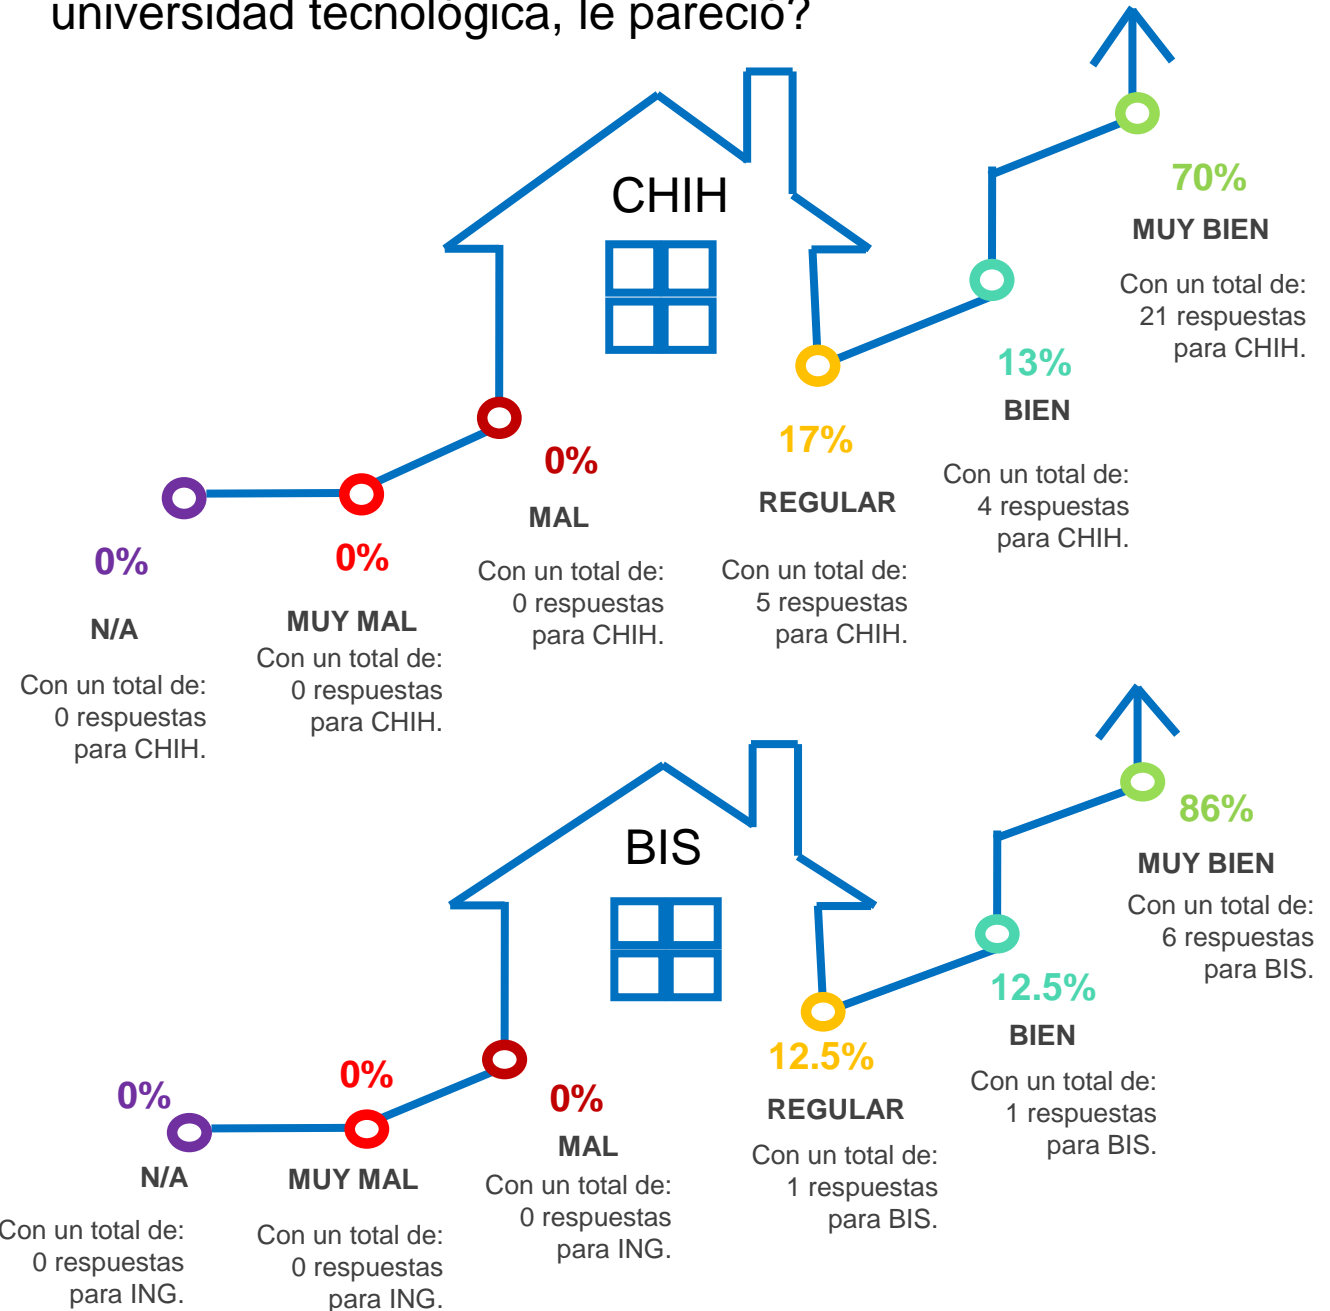 universidad tecnológica, le pareció?
CHIH
70%
MUY BIEN
Con un total de:
21 respuestas
para CHIH.
13%
BIEN
Con un total de:
4 respuestas
para CHIH.
17%
REGULAR
Con un total de:
5 respuestas
para CHIH.
0%
MAL
Con un total de:
0 respuestas
para CHIH.
0%
MUY MAL
Con un total de:
0 respuestas
para CHIH.
0%
N/A
Con un total de:
0 respuestas
para CHIH.
BIS
86%
MUY BIEN
Con un total de:
6 respuestas
para BIS.
12.5%
BIEN
Con un total de:
1 respuestas
para BIS.
12.5%
REGULAR
Con un total de:
1 respuestas
para BIS.
0%
MAL
Con un total de:
0 respuestas
para ING.
0%
MUY MAL
Con un total de:
0 respuestas
para ING.
0%
N/A
Con un total de:
0 respuestas
para ING.